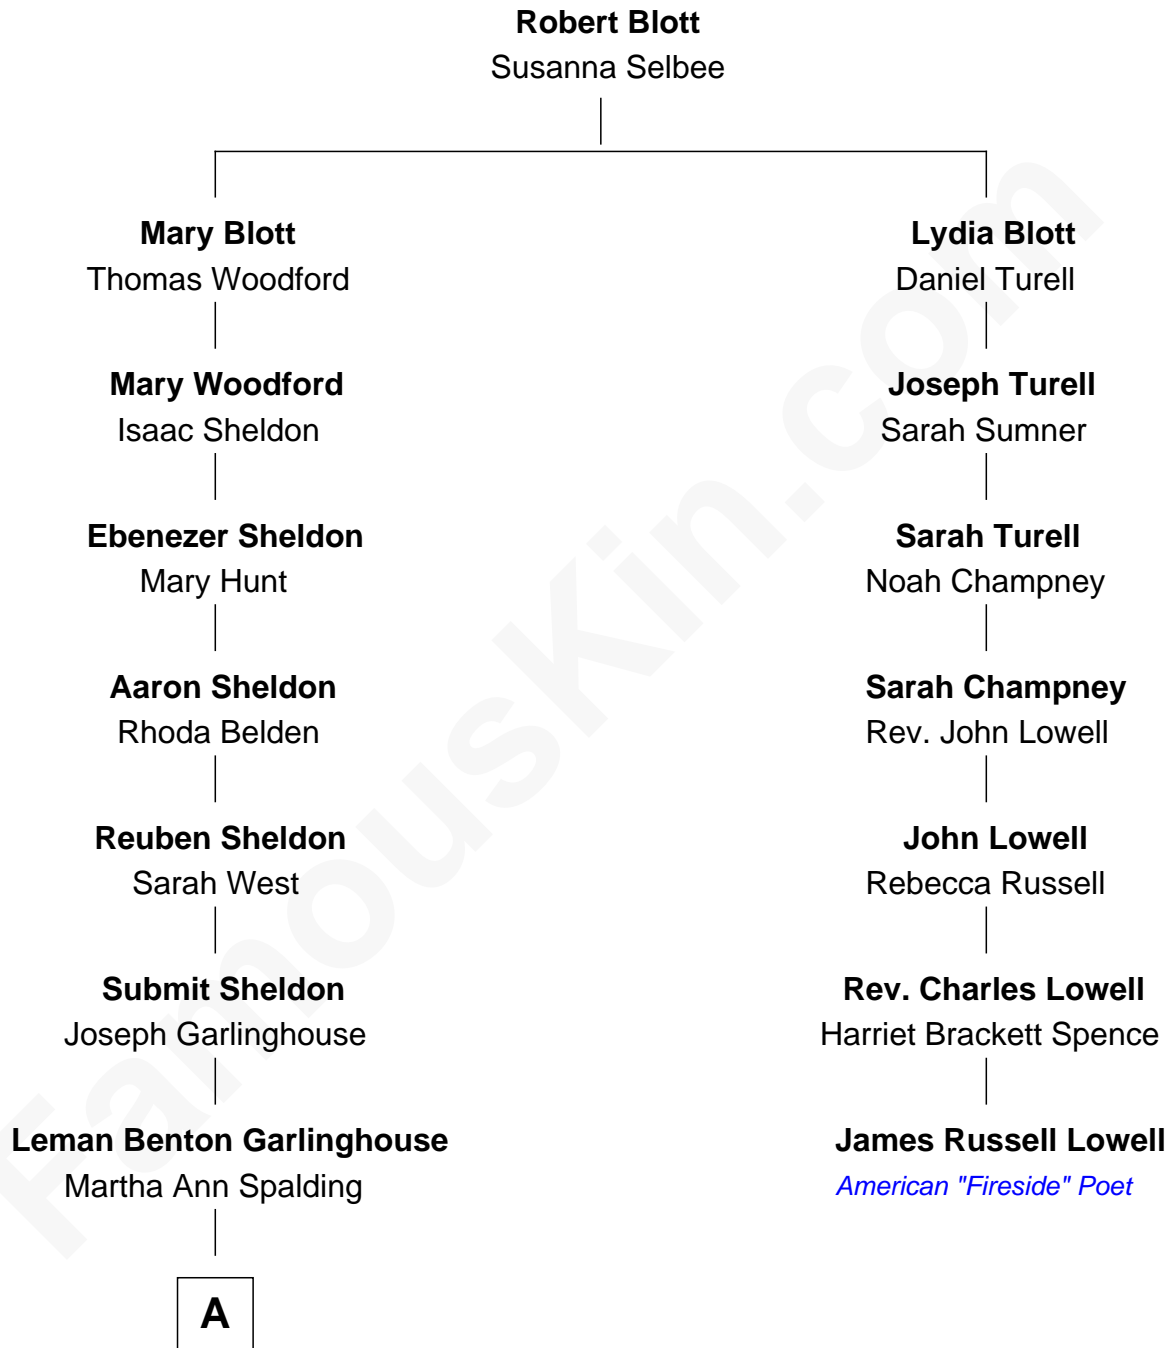 Robert Blott
Susanna Selbee
Mary Blott
Thomas Woodford
Lydia Blott
Daniel Turell
Mary Woodford
Isaac Sheldon
Joseph Turell
Sarah Sumner
Ebenezer Sheldon
Mary Hunt
Sarah Turell
Noah Champney
Aaron Sheldon
Rhoda Belden
Sarah Champney
Rev. John Lowell
Reuben Sheldon
Sarah West
John Lowell
Rebecca Russell
Submit Sheldon
Joseph Garlinghouse
Rev. Charles Lowell
Harriet Brackett Spence
Leman Benton Garlinghouse
Martha Ann Spalding
James Russell Lowell
American "Fireside" Poet
A
FamousKin.com